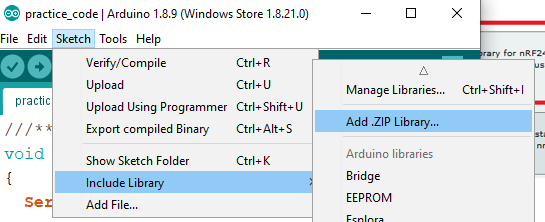 practice_code | Arduino 1.8.9 (Windows Store 1.8.21.0)
File Edit Sketch Tools Help
Verify/Compile Ctrl+R
Upload Ctrl+U
Upload Using Programmer Ctrl+Shift+U
Export compiled Binary Ctrl+Alt+S
Show Sketch Folder Ctrl+K
Include Library
Add File...
Manage Libraries... Ctrl+Shift+I
Add .ZIP Library...
Arduino libraries
Bridge
EEPROM
Esplora
practic
///**
void
{
Ser
for nRF24